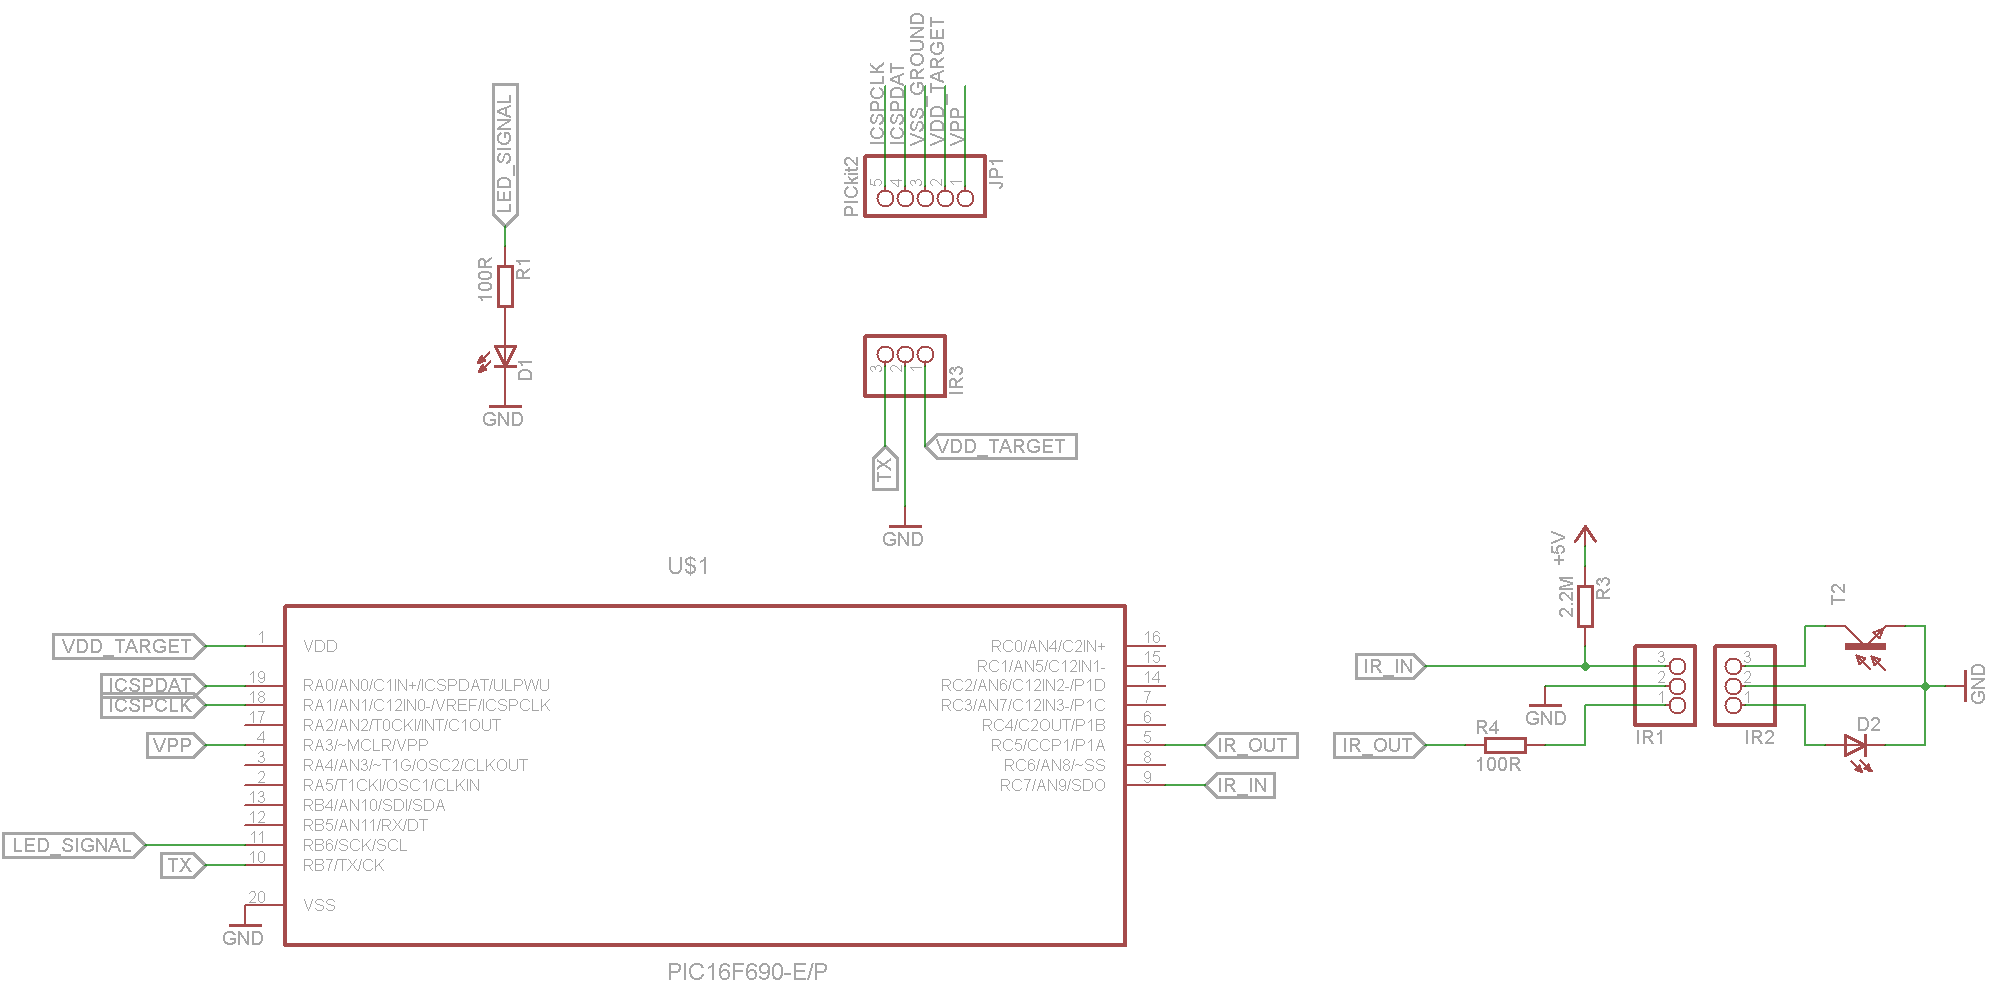 ICSPCLK
ICSPDAT
VSS_GROUND
VDD_TARGET
VPP
PICkit2
5
4
3
2
1
JP1
LED_SIGNAL
100R
R1
D1
GND
3
2
1
IR3
TX
VDD_TARGET
GND
U$1
VDD_TARGET
1
VDD
ICSPDAT
19
RA0/AN0/C1IN+/ICSPDAT/ULPWU
ICSPCLK
18
RA1/AN1/C12IN0-/VREF/ICSPCLK
17
RA2/AN2/T0CKI/INT/C1OUT
VPP
4
RA3/~MCLR/VPP
3
RA4/AN3/~T1G/OSC2/CLKOUT
2
RA5/T1CKI/OSC1/CLKIN
13
RB4/AN10/SDI/SDA
12
RB5/AN11/RX/DT
LED_SIGNAL
11
RB6/SCK/SCL
TX
10
RB7/TX/CK
20
VSS
GND
RC0/AN4/C2IN+
16
RC1/AN5/C12IN1-
15
RC2/AN6/C12IN2-/P1D
14
RC3/AN7/C12IN3-/P1C
7
RC4/C2OUT/P1B
6
RC5/CCP1/P1A
5
IR_OUT
RC6/AN8/~SS
8
RC7/AN9/SDO
9
IR_IN
PIC16F690-E/P
+5V
2.2M
R3
IR_IN
GND
IR_OUT
R4
100R
3
2
1
IR1
3
2
1
IR2
T2
D2
GND